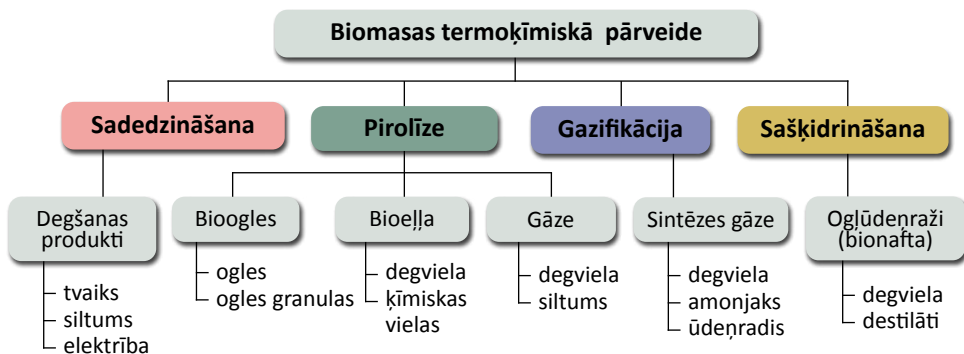 Biomasas termoķīmiskā pārveide
Sadedzināšana
Pirolīze
Gazifikācija
Sašķidrināšana
Degšanas
produkti
Bioogles
Bioeļļa
Gāze
Sintēzes gāze
Ogļūdeņraži
(bionafta)
tvaiks
siltums
elektrība
ogles
ogles granulas
degviela
ķīmiskas
vielas
degviela
siltums
degviela
amonjaks
ūdeņradis
degviela
destilāti